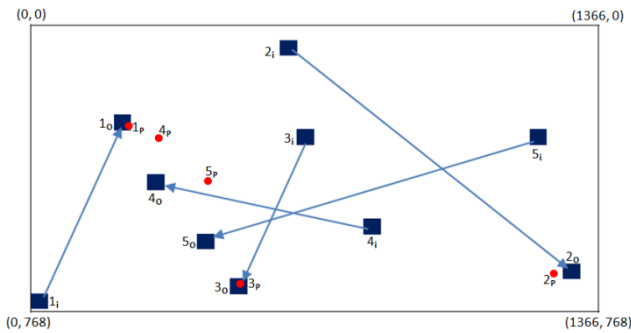 (0, 0) (1366, 0)
2i
1o 1P 4P
3i
5i
5P
4o
5o 4i
2o
2P
3o 3P
1i
(0, 768) (1366, 768)